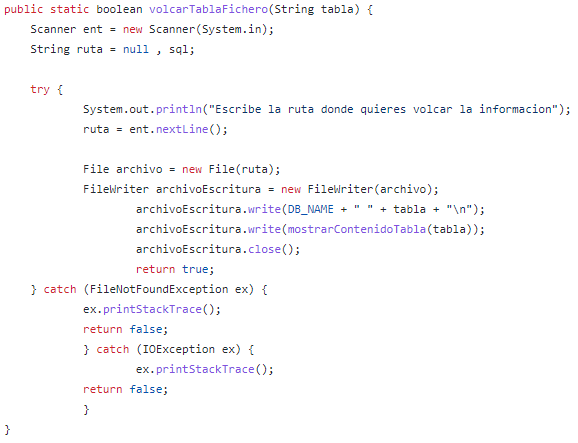 public static boolean volcarTablaFichero(String tabla) {
Scanner ent = new Scanner(System.in);
String ruta = null , sql;
try {
System.out.println("Escribe la ruta donde quieres volcar la informacion");
ruta = ent.nextLine();
File archivo = new File(ruta);
FileWriter archivoEscritura = new FileWriter(archivo);
archivoEscritura.write(DB_NAME + " " + tabla + "\n");
archivoEscritura.write(mostrarContenidoTabla(tabla));
archivoEscritura.close();
return true;
} catch (FileNotFoundException ex) {
ex.printStackTrace();
return false;
} catch (IOException ex) {
ex.printStackTrace();
return false;
}
}